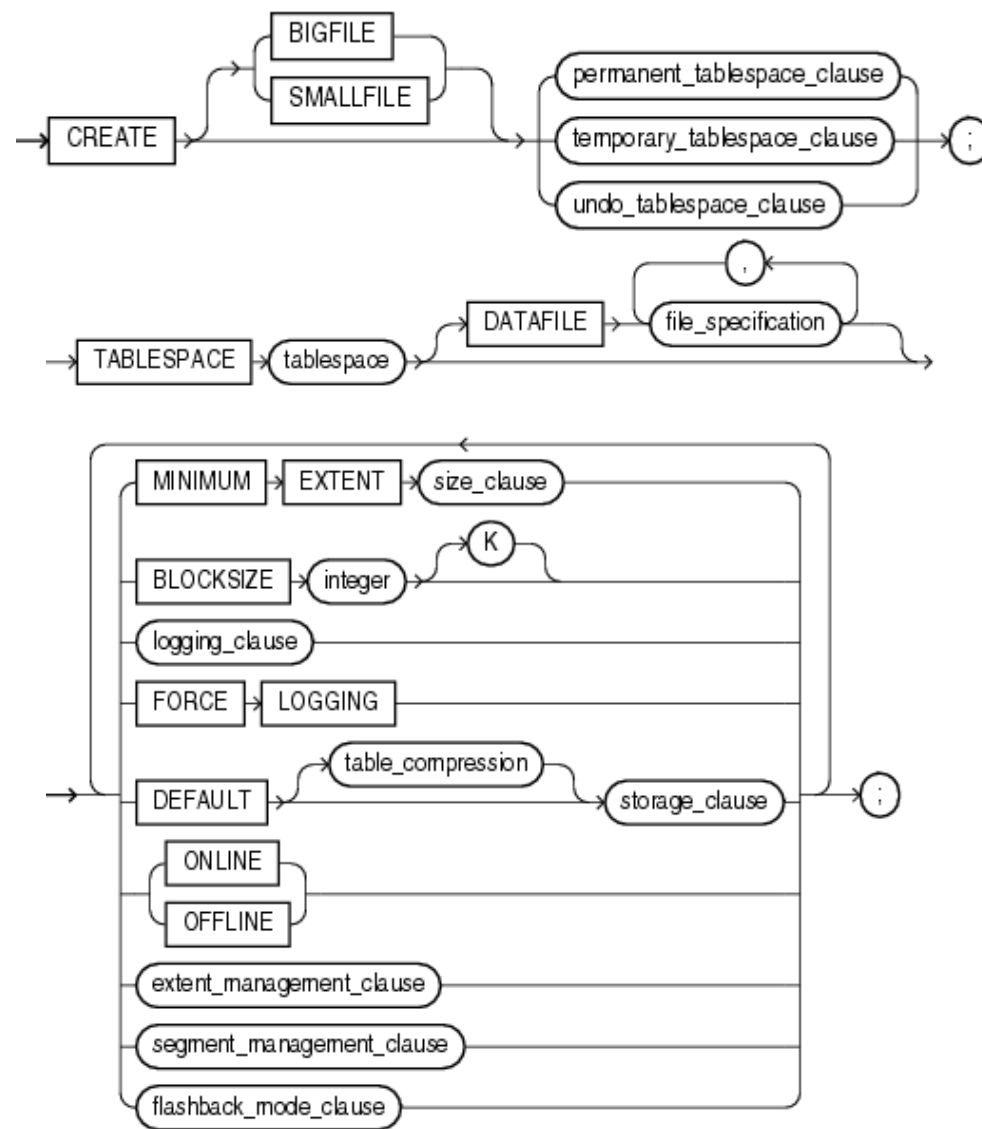 BIGFILE
SMALLFILE
CREATE
permanent_tablespace_clause
temporary_tablespace_clause
undo_tablespace_clause
;
,
TABLESPACE tablespace DATAFILE file_specification
MINIMUM EXTENT size_clause
K
BLOCKSIZE integer
logging_clause
FORCE LOGGING
table_compression
DEFAULT storage_clause
;
ONLINE
OFFLINE
extent_management_clause
segment_management_clause
flashback_mode_clause